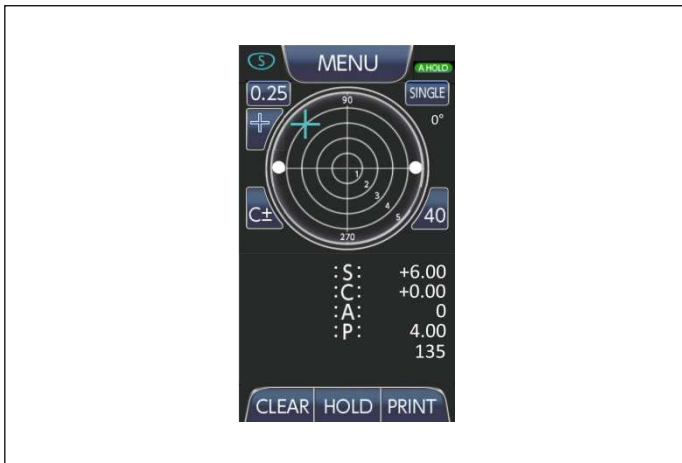 S MENU A HOLD
0.25 SINGLE
90 0°
1
2
3
4
5
C± 40
270
:S: +6.00
:C: +0.00
:A: 0
:P: 4.00
135
CLEAR HOLD PRINT